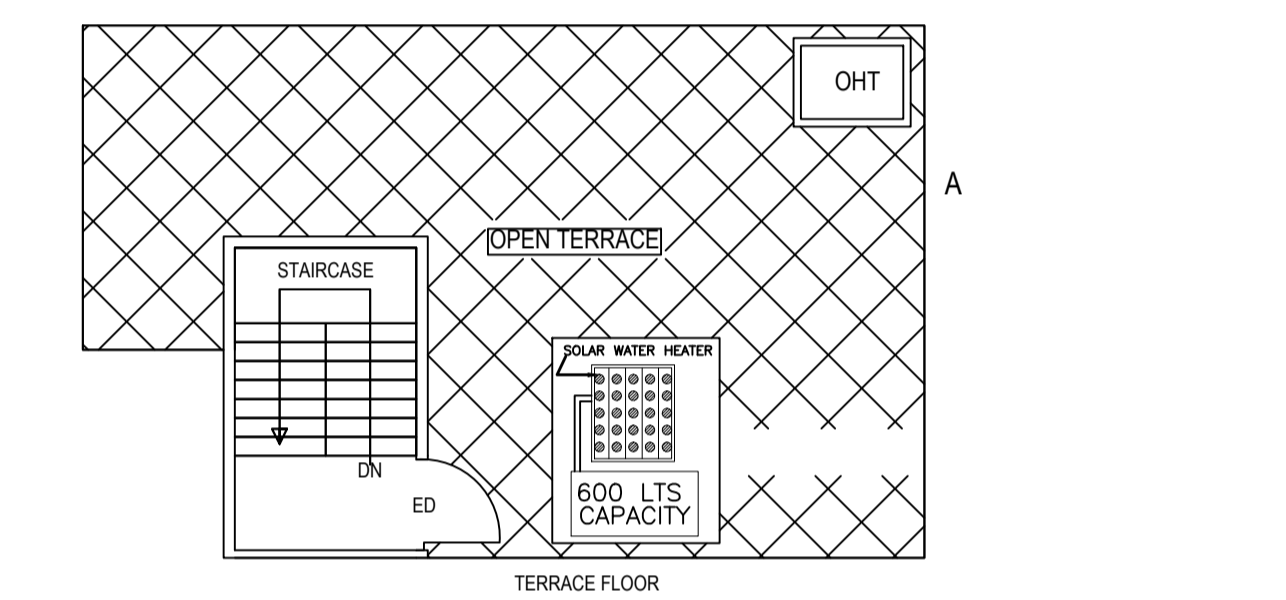 OHT
A
OPEN TERRACE
STAIRCASE
SOLAR WATER HEATER
DN
ED
600 LTS
CAPACITY
TERRACE FLOOR